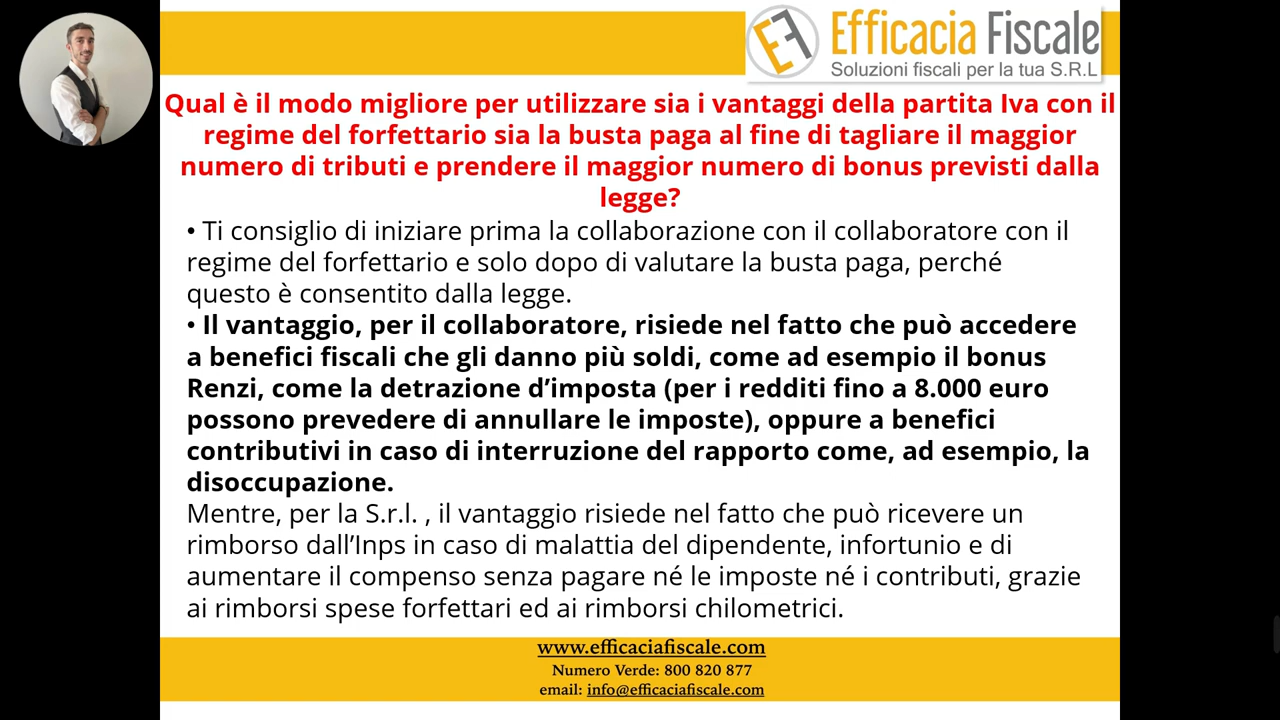 Efficacia Fiscale
Soluzioni fiscali per la tua S.R.L
Qual è il modo migliore per utilizzare sia i vantaggi della partita Iva con il
regime del forfettario sia la busta paga al fine di tagliare il maggior
numero di tributi e prendere il maggior numero di bonus previsti dalla
legge?
• Ti consiglio di iniziare prima la collaborazione con il collaboratore con il
regime del forfettario e solo dopo di valutare la busta paga, perché
questo è consentito dalla legge.
• Il vantaggio, per il collaboratore, risiede nel fatto che può accedere
a benefici fiscali che gli danno più soldi, come ad esempio il bonus
Renzi, come la detrazione d’imposta (per i redditi fino a 8.000 euro
possono prevedere di annullare le imposte), oppure a benefici
contributivi in caso di interruzione del rapporto come, ad esempio, la
disoccupazione.
Mentre, per la S.r.l. , il vantaggio risiede nel fatto che può ricevere un
rimborso dall’Inps in caso di malattia del dipendente, infortunio e di
aumentare il compenso senza pagare né le imposte né i contributi, grazie
ai rimborsi spese forfettari ed ai rimborsi chilometrici.
www.efficaciafiscale.com
Numero Verde: 800 820 877
email: info@efficaciafiscale.com